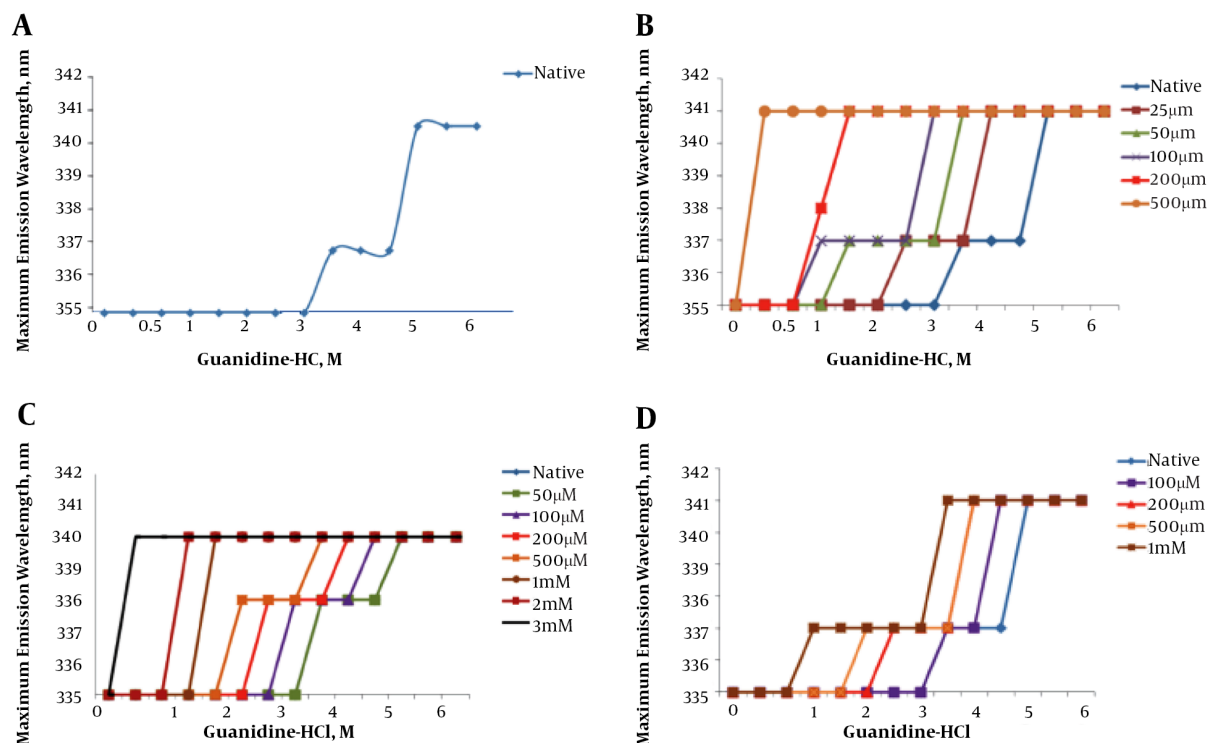 A
Maximum Emission Wavelength, nm
342
341
340
339
338
337
336
355
0 0.5 1 2 3 4 5 6
Guanidine-HC, M
Native
B
Maximum Emission Wavelength, nm
342
341
340
339
338
337
336
355
0 0.5 1 2 3 4 5 6
Guanidine-HC, M
Native
25μm
50μm
100μm
200μm
500μm
C
Maximum Emission Wavelength, nm
342
341
340
339
336
337
336
335
0 1 2 3 4 5 6
Guanidine-HCl, M
Native
50μM
100μM
200μM
500μM
1mM
2mM
3mM
D
Maximum Emission Wavelength, nm
342
341
340
339
336
337
336
335
0 1 2 3 4 5 6
Guanidine-HCl
Native
100μM
200μm
500μm
1mM